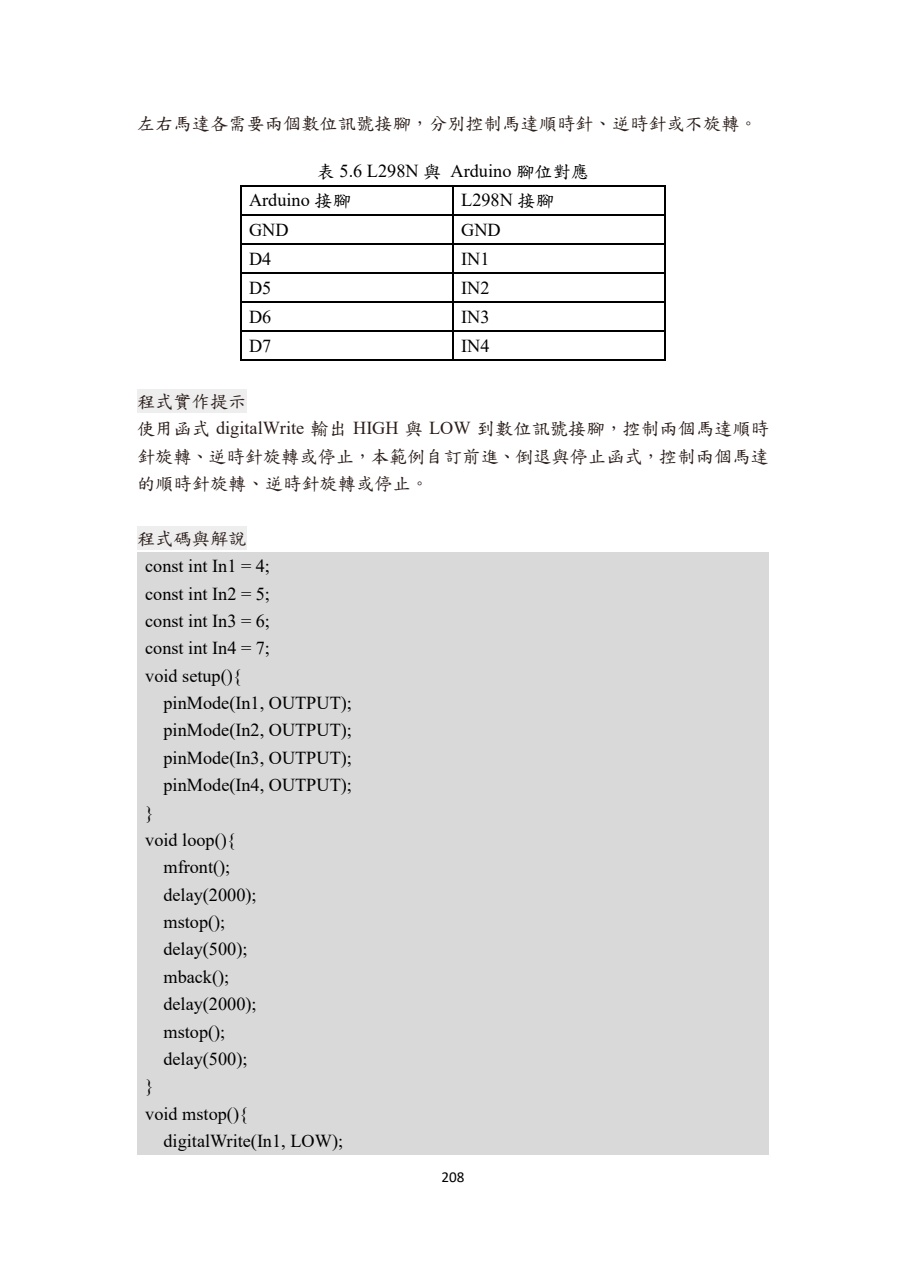 左右馬達各需要兩個數位訊號接腳，分別控制馬達順時針、逆時針或不旋轉。
表 5.6 L298N 與 Arduino 腳位對應
Arduino 接腳 L298N 接腳
GND GND
D4 IN1
D5 IN2
D6 IN3
D7 IN4
程式實作提示
使用函式 digitalWrite 輸出 HIGH 與 LOW 到數位訊號接腳，控制兩個馬達順時
針旋轉、逆時針旋轉或停止，本範例自訂前進、倒退與停止函式，控制兩個馬達
的順時針旋轉、逆時針旋轉或停止。
程式碼與解說
const int In1 = 4;
const int In2 = 5;
const int In3 = 6;
const int In4 = 7;
void setup(){
pinMode(In1, OUTPUT);
pinMode(In2, OUTPUT);
pinMode(In3, OUTPUT);
pinMode(In4, OUTPUT);
}
void loop(){
mfront();
delay(2000);
mstop();
delay(500);
mback();
delay(2000);
mstop();
delay(500);
}
void mstop(){
digitalWrite(In1, LOW);
208